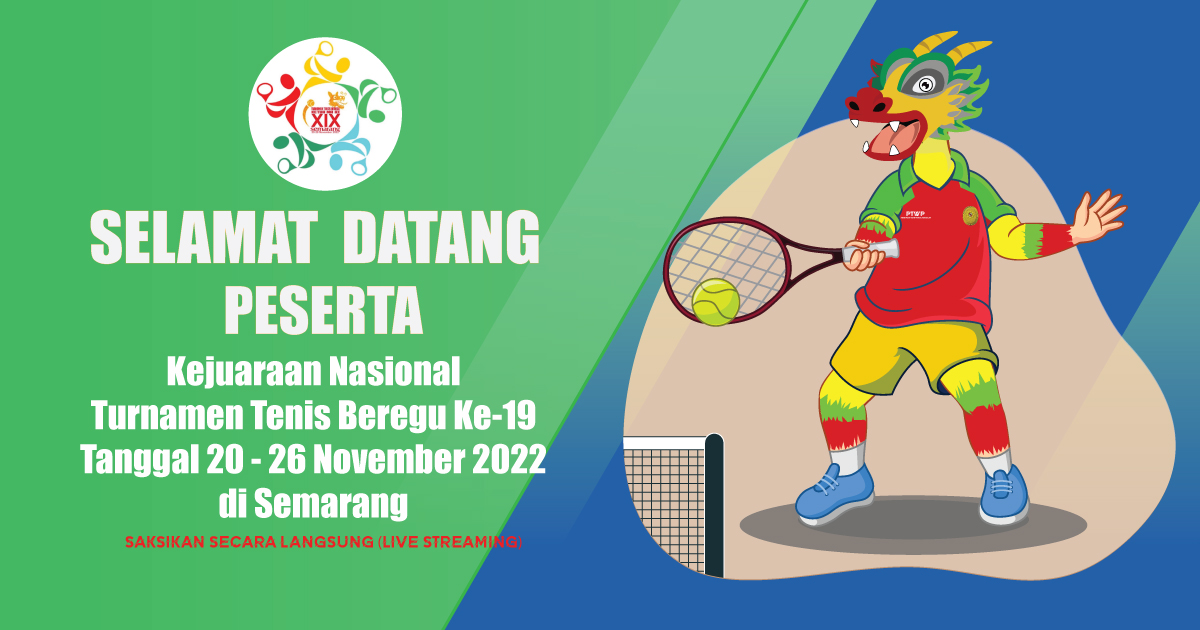 XIX
Semarang
SELAMAT DATANG
PESERTA
Kejuaraan Nasional
Turnamen Tenis Beregu Ke-19
Tanggal 20 - 26 November 2022
di Semarang
SAKSIKAN SECARA LANGSUNG (LIVE STREAMING)
PTWP